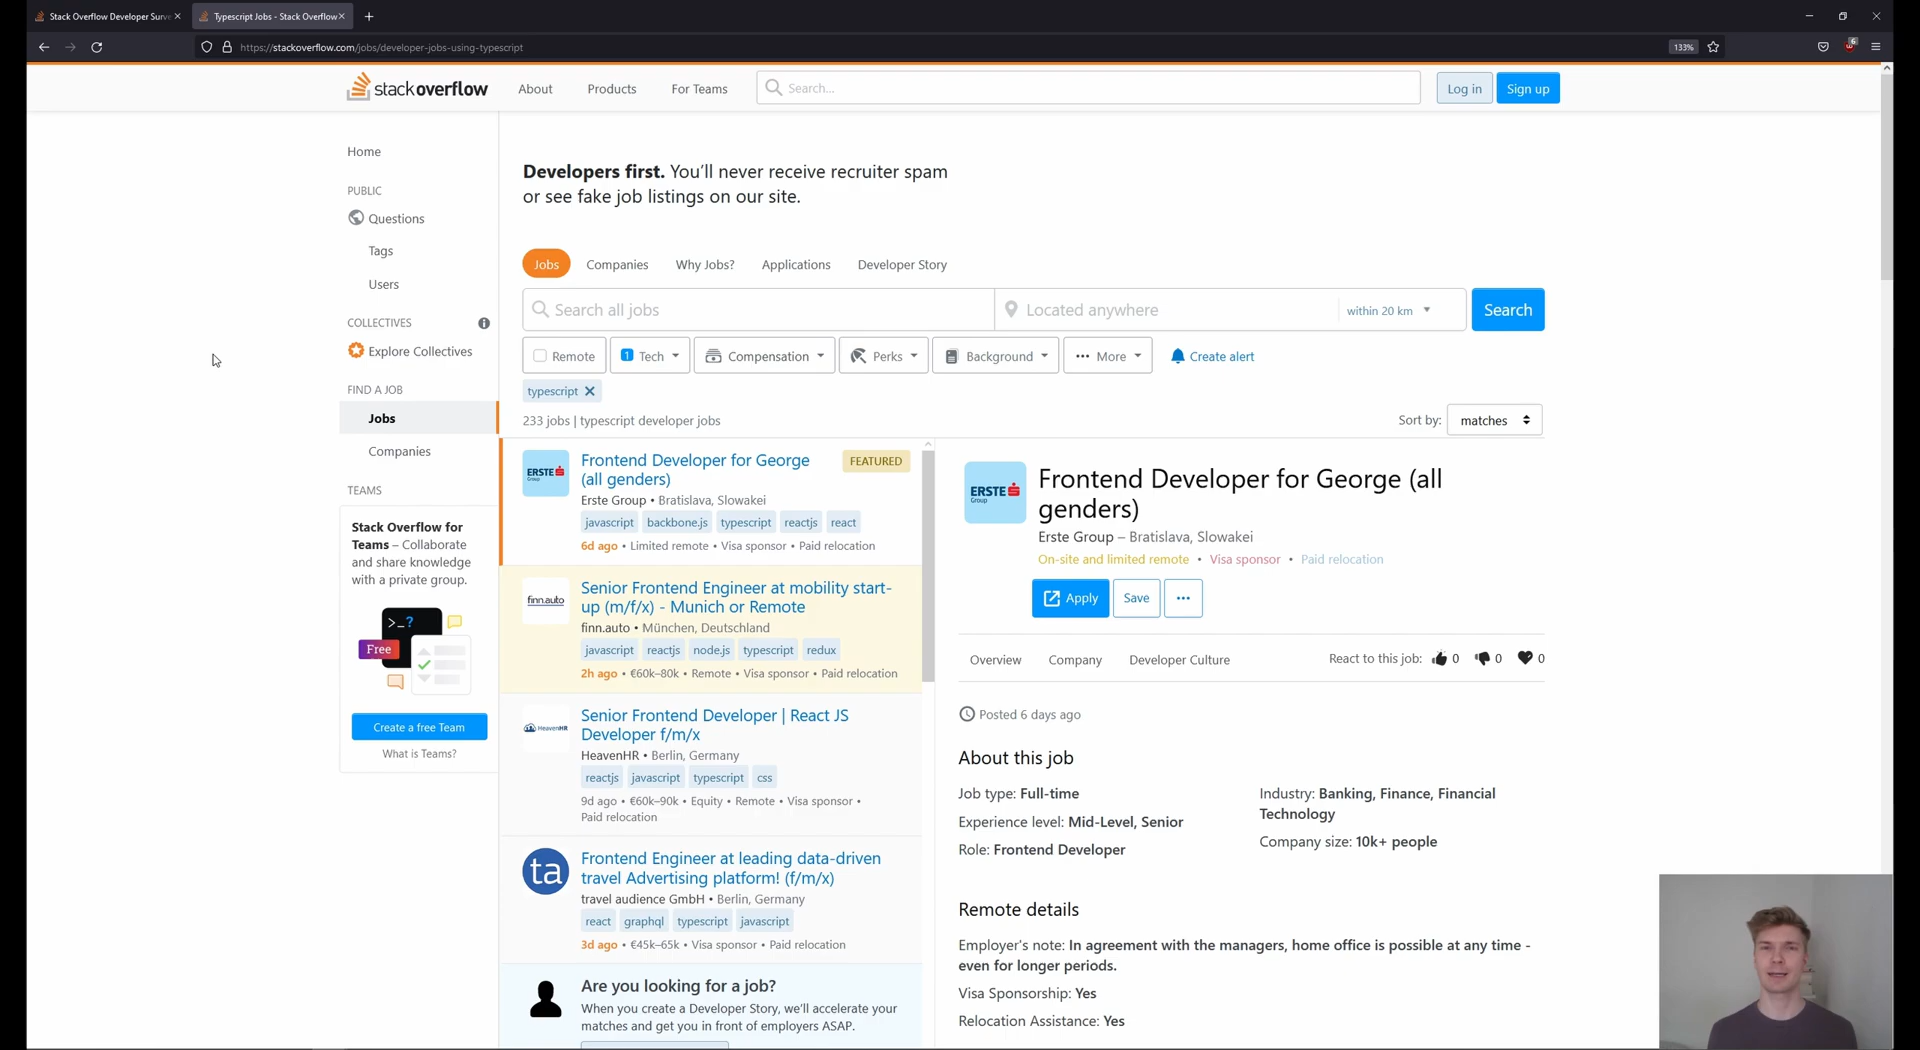 Stack Overflow Developer Surve
Typescript Jobs - Stack Overflow
https://stackoverflow.com/jobs/developer-jobs-using-typescript
133%
6
stackoverflow
About
Products
For Teams
Search...
Log in
Sign up
Home
PUBLIC
Questions
Tags
Users
COLLECTIVES
Explore Collectives
FIND A JOB
Jobs
Companies
TEAMS
Stack Overflow for
Teams – Collaborate
and share knowledge
with a private group.
>_?
Free
Create a free Team
What is Teams?
Developers first. You'll never receive recruiter spam
or see fake job listings on our site.
Jobs
Companies
Why Jobs?
Applications
Developer Story
Search all jobs
Located anywhere
within 20 km
Search
Remote
1 Tech
Compensation
Perks
Background
More
Create alert
typescript
233 jobs | typescript developer jobs
Sort by:
matches
ERSTE
Group
Frontend Developer for George
(all genders)
FEATURED
Erste Group • Bratislava, Slowakei
javascript backbone.js typescript reactjs react
6d ago • Limited remote • Visa sponsor • Paid relocation
finn.auto
Senior Frontend Engineer at mobility start-
up (m/f/x) - Munich or Remote
finn.auto • München, Deutschland
javascript reactjs node.js typescript redux
2h ago • €60k–80k • Remote • Visa sponsor • Paid relocation
HeavenHR
Senior Frontend Developer | React JS
Developer f/m/x
HeavenHR • Berlin, Germany
reactjs javascript typescript css
9d ago • €60k–90k • Equity • Remote • Visa sponsor •
Paid relocation
ta
Frontend Engineer at leading data-driven
travel Advertising platform! (f/m/x)
travel audience GmbH • Berlin, Germany
react graphql typescript javascript
3d ago • €45k–65k • Visa sponsor • Paid relocation
Are you looking for a job?
When you create a Developer Story, we'll accelerate your
matches and get you in front of employers ASAP.
ERSTE
Group
Frontend Developer for George (all
genders)
Erste Group – Bratislava, Slowakei
On-site and limited remote • Visa sponsor • Paid relocation
Apply
Save
Overview
Company
Developer Culture
React to this job: 0 0 0
Posted 6 days ago
About this job
Job type: Full-time
Experience level: Mid-Level, Senior
Role: Frontend Developer
Industry: Banking, Finance, Financial
Technology
Company size: 10k+ people
Remote details
Employer's note: In agreement with the managers, home office is possible at any time -
even for longer periods.
Visa Sponsorship: Yes
Relocation Assistance: Yes